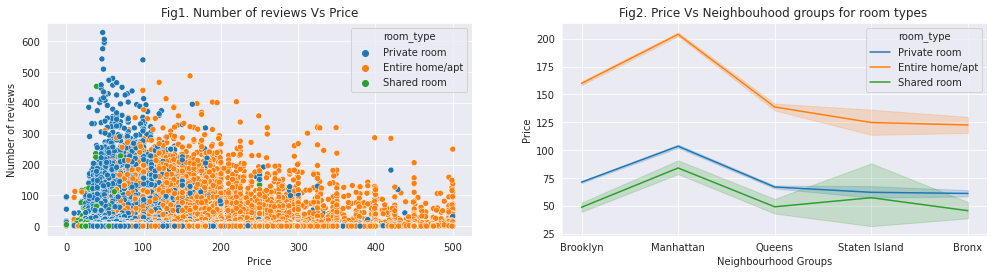 Fig1. Number of reviews Vs Price
room_type
Private room
Entire home/apt
Shared room
Number of reviews
600
500
400
300
200
100
0
0
100
200
300
400
500
Price
Fig2. Price Vs Neighbouhood groups for room types
room_type
Private room
Entire home/apt
Shared room
Price
200
175
150
125
100
75
50
25
Brooklyn
Manhattan
Queens
Staten Island
Bronx
Neighbourhood Groups